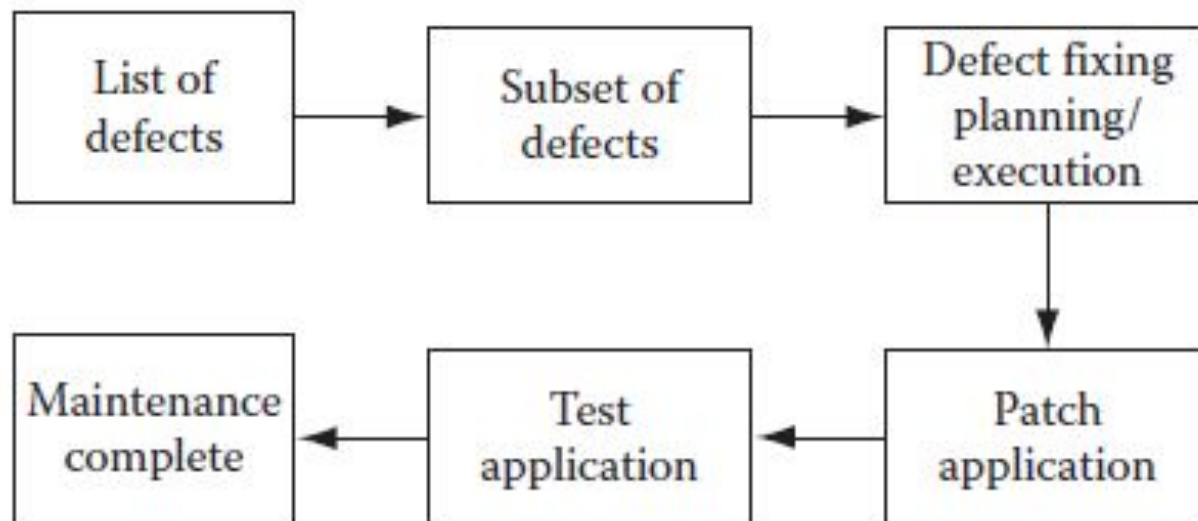 List of
defects
Subset of
defects
Defect fixing
planning/
execution
Maintenance
complete
Test
application
Patch
application